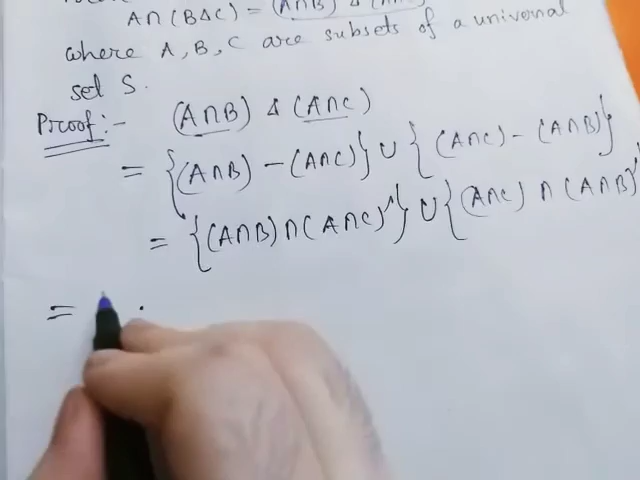 A∩(BΔC) = (A∩B) Δ
where A, B, C are subsets of a universal
set S.
Proof:- (A∩B) Δ (A∩C)
= {(A∩B) - (A∩C)} ∪ {(A∩C) - (A∩B)}
= {(A∩B)∩(A∩C)'} ∪ {(A∩C) ∩ (A∩B)'
=